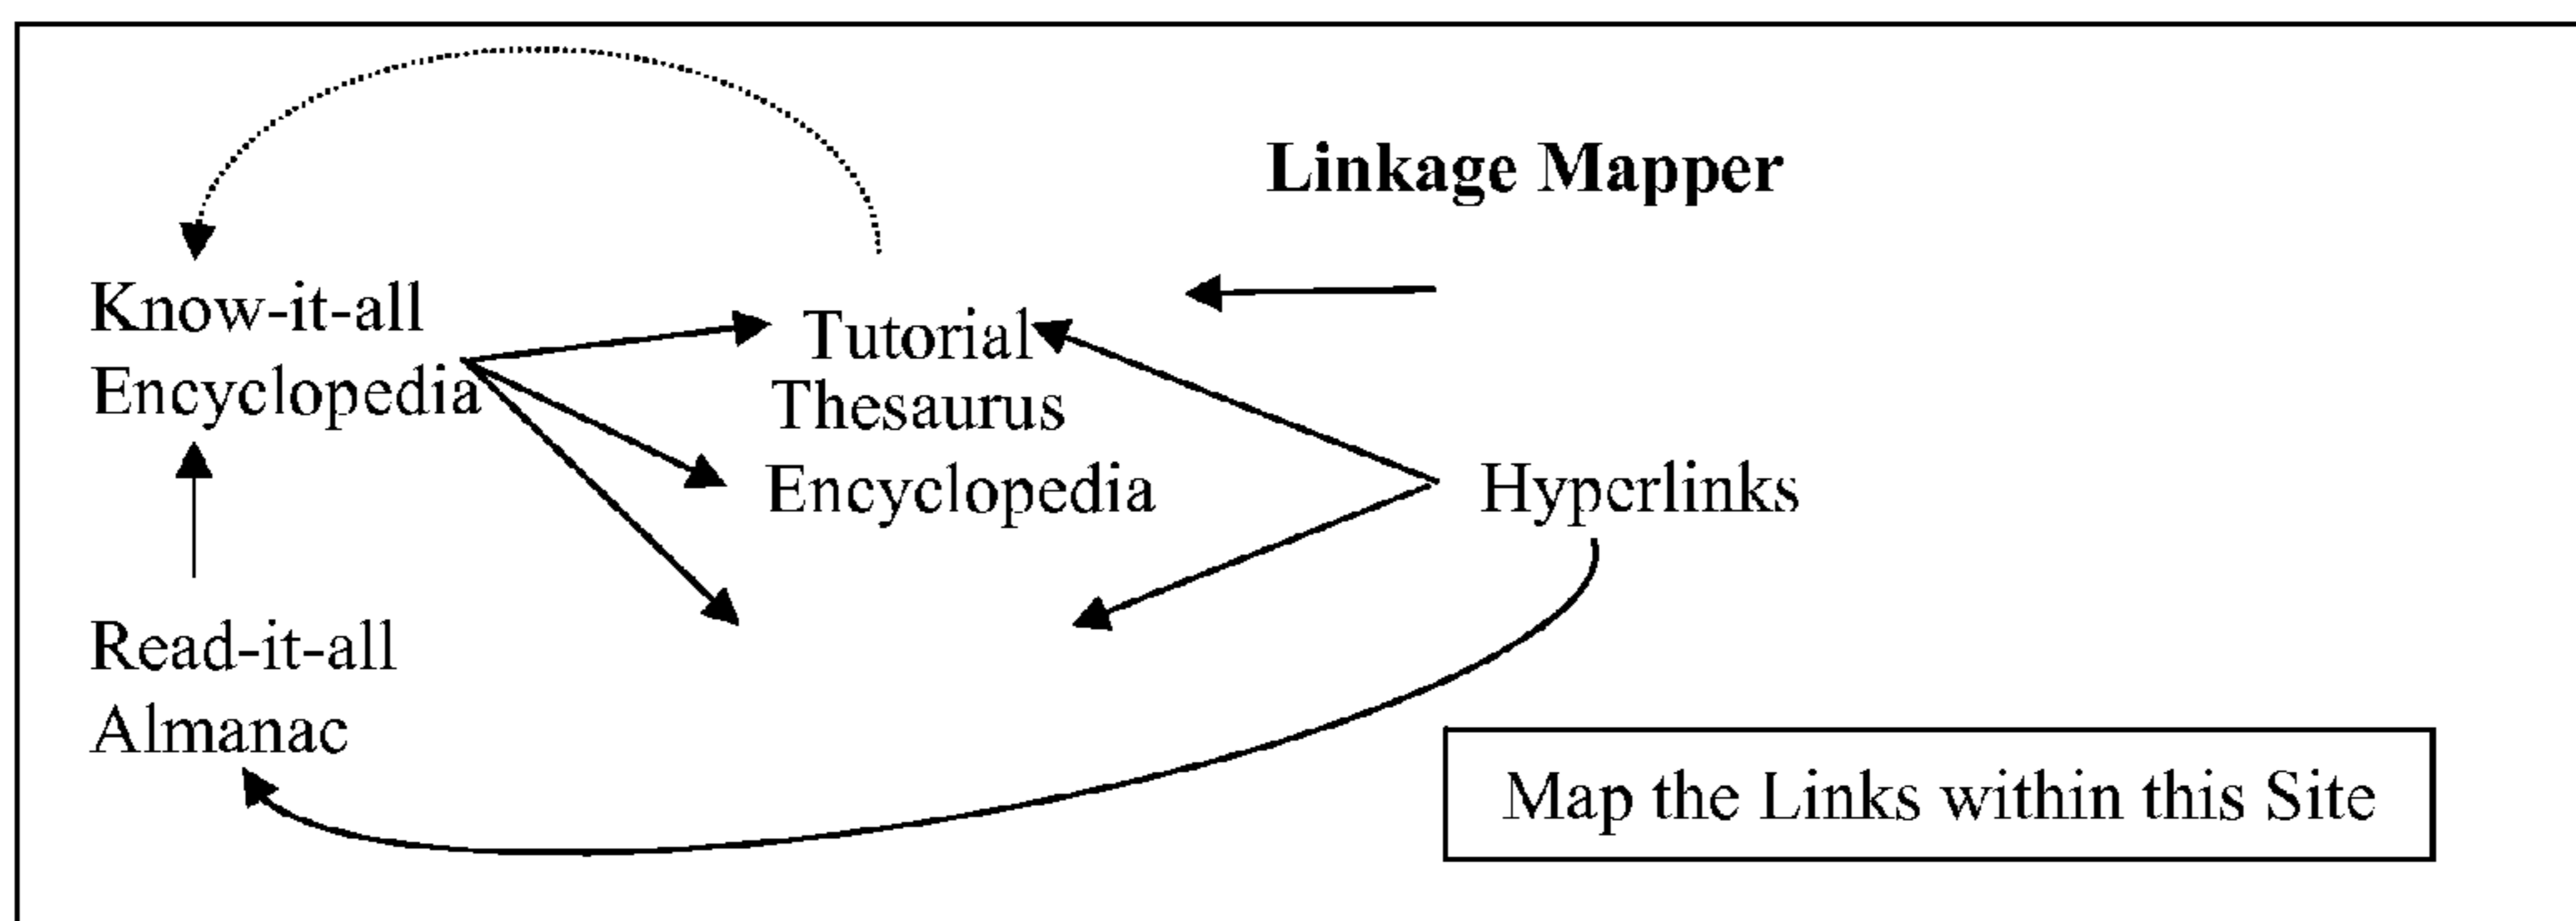 Linkage Mapper
Know-it-all
Encyclopedia
Tutorial
Thesaurus
Encyclopedia
Hyperlinks
Read-it-all
Almanac
Map the Links within this Site